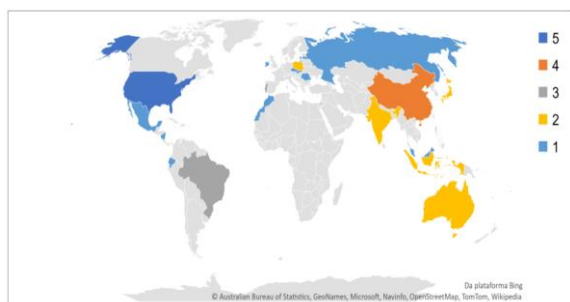 5
4
3
2
1
Da plataforma Bing
© Australian Bureau of Statistics, GeoNames, Microsoft, Navinfo, OpenStreetMap, TomTom, Wikipedia